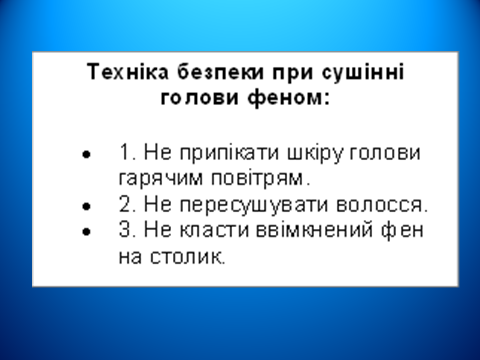 Техніка безпеки при сушінні
голови феном:
• 1. Не припікати шкіру голови
гарячим повітрям.
• 2. Не пересушувати волосся.
• 3. Не класти ввімкнений фен
на столик.